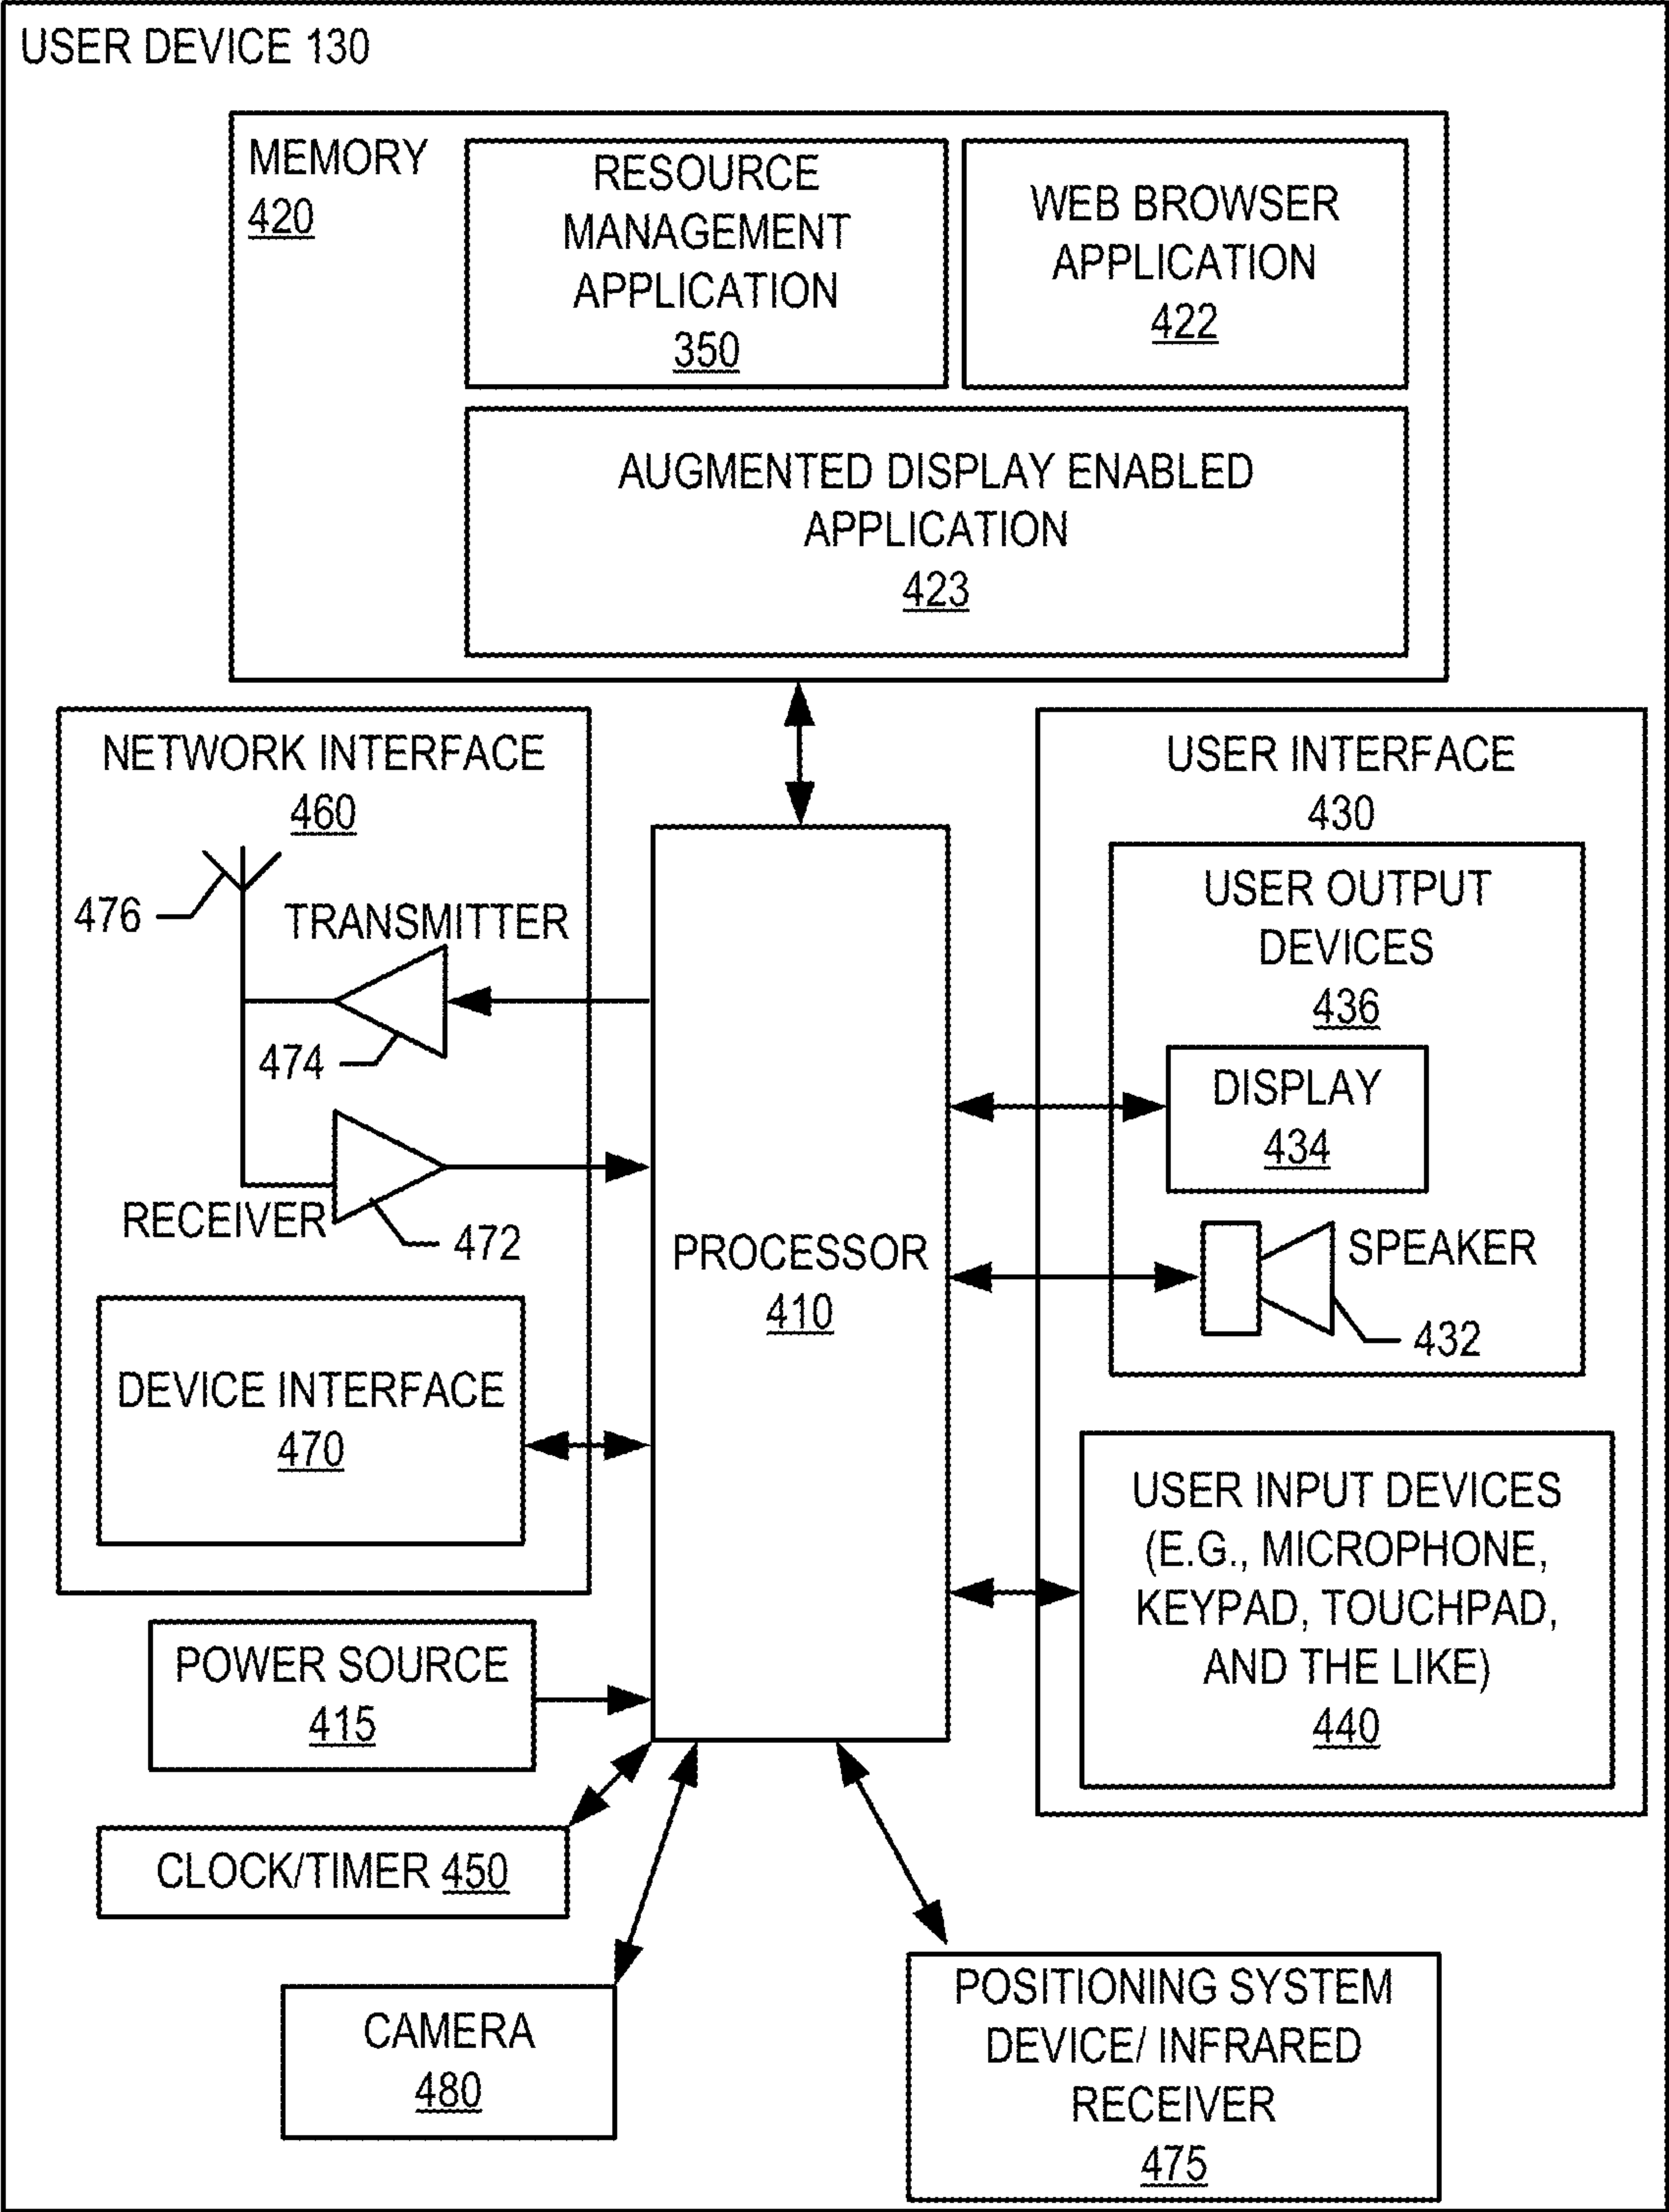 USER DEVICE 130
MEMORY
420
RESOURCE
MANAGEMENT
APPLICATION
350
WEB BROWSER
APPLICATION
422
AUGMENTED DISPLAY ENABLED
APPLICATION
423
NETWORK INTERFACE
460
476
TRANSMITTER
474
RECEIVER
472
DEVICE INTERFACE
470
PROCESSOR
410
USER INTERFACE
430
USER OUTPUT
DEVICES
436
DISPLAY
434
SPEAKER
432
USER INPUT DEVICES
(E.G., MICROPHONE,
KEYPAD, TOUCHPAD,
AND THE LIKE)
440
POWER SOURCE
415
CLOCK/TIMER 450
CAMERA
480
POSITIONING SYSTEM
DEVICE/ INFRARED
RECEIVER
475